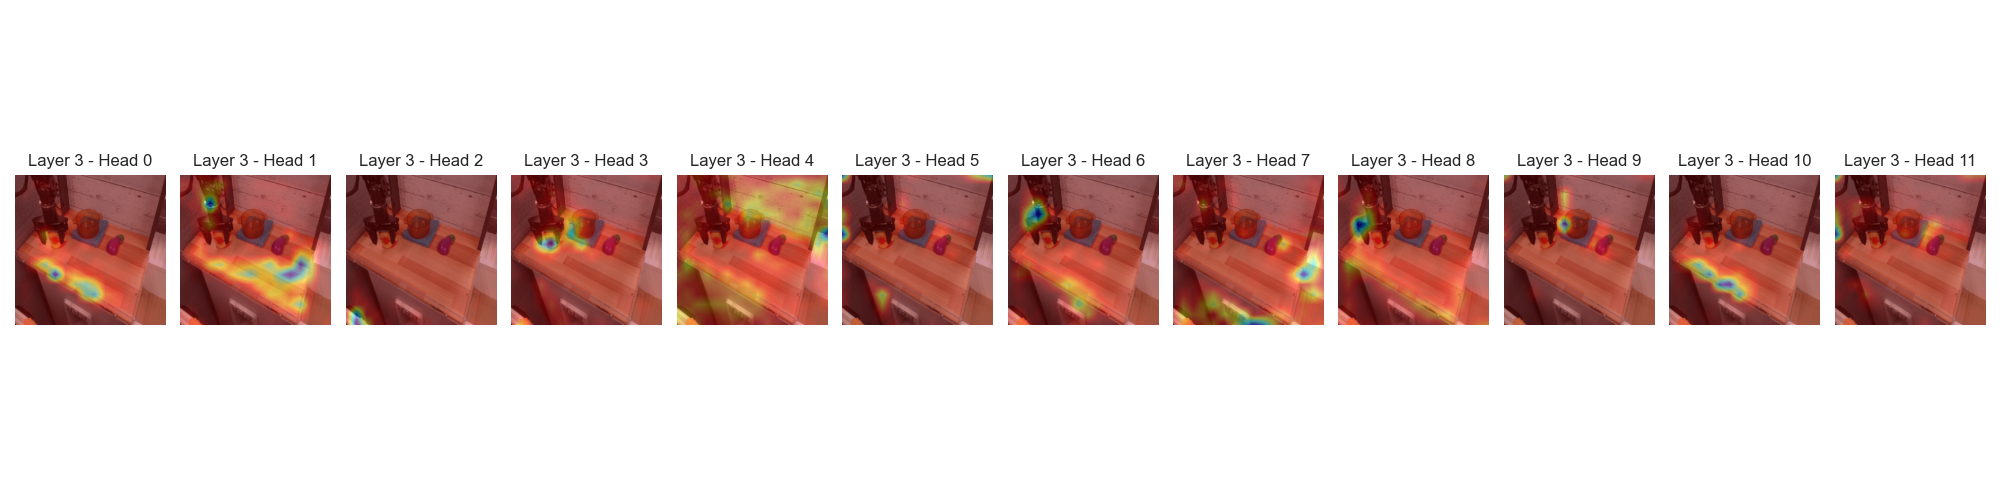 Layer 3 - Head 0
Layer 3 - Head 1
Layer 3 - Head 2
Layer 3 - Head 3
Layer 3 - Head 4
Layer 3 - Head 5
Layer 3 - Head 6
Layer 3 - Head 7
Layer 3 - Head 8
Layer 3 - Head 9
Layer 3 - Head 10
Layer 3 - Head 11